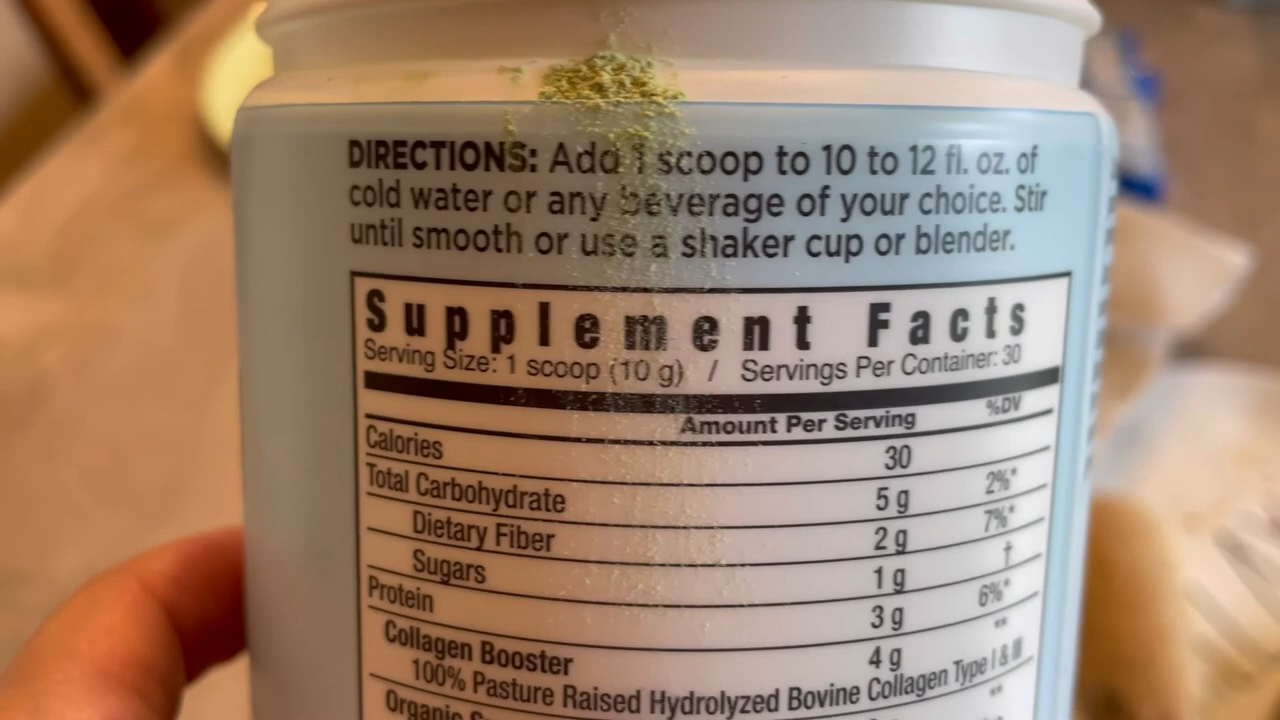 DIRECTIONS: Add 1 scoop to 10 to 12 fl. oz. of
cold water or any beverage of your choice. Stir
until smooth or use a shaker cup or blender.
Supplement Facts
Serving Size: 1 scoop (10 g) / Servings Per Container: 30
Amount Per Serving %DV
Calories 30
Total Carbohydrate 5 g 2%*
Dietary Fiber 2 g 7%*
Sugars 1 g †
Protein 3 g 6%*
Collagen Booster 4 g **
100% Pasture Raised Hydrolyzed Bovine Collagen Type I & III
Organic **